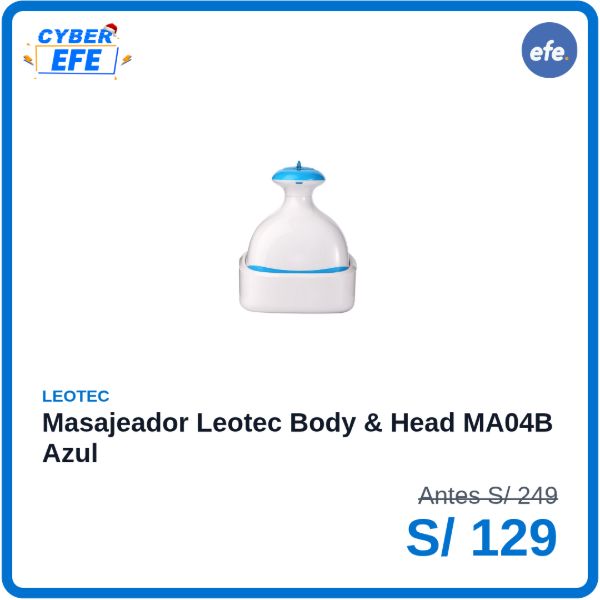 CYBER
EFE
efe.
LEOTEC
Masajeador Leotec Body & Head MA04B
Azul
Antes S/ 249
S/ 129